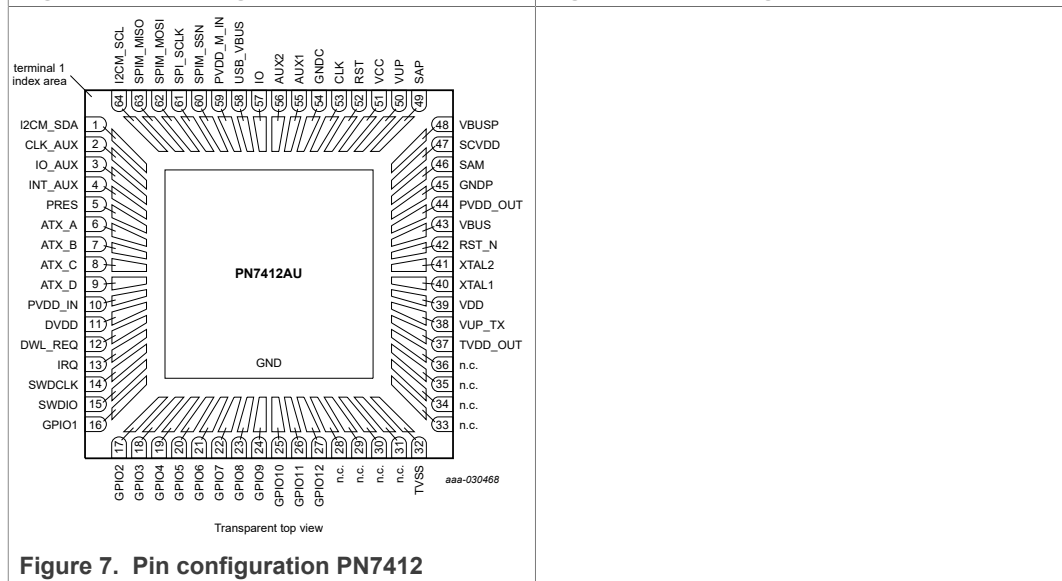 I2CM_SCL
SPIM_MISO
SPIM_MOSI
SPI_SCLK
SPIM_SSN
PVDD_M_IN
USB_VBUS
IO
AUX2
AUX1
GNDC
CLK
RST
VCC
VUP
SAP
terminal 1
index area
64 63 62 61 60 59 58 57 56 55 54 53 52 51 50 49
I2CM_SDA 1 48 VBUSP
CLK_AUX 2 47 SCVDD
IO_AUX 3 46 SAM
INT_AUX 4 45 GNDP
PRES 5 44 PVDD_OUT
ATX_A 6 43 VBUS
ATX_B 7 42 RST_N
ATX_C 8 41 XTAL2
PN7412AU
ATX_D 9 40 XTAL1
PVDD_IN 10 39 VDD
DVDD 11 38 VUP_TX
DWL_REQ 12 37 TVDD_OUT
IRQ 13 GND 36 n.c.
SWDCLK 14 35 n.c.
SWDIO 15 34 n.c.
GPIO1 16 33 n.c.
17 18 19 20 21 22 23 24 25 26 27 28 29 30 31 32
GPIO2
GPIO3
GPIO4
GPIO5
GPIO6
GPIO7
GPIO8
GPIO9
GPIO10
GPIO11
GPIO12
n.c.
n.c.
n.c.
n.c.
TVSS
aaa-030468
Transparent top view
Figure 7. Pin configuration PN7412